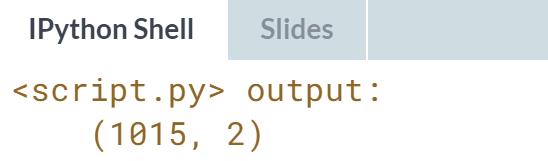 IPython Shell Slides
<script.py> output:
(1015, 2)